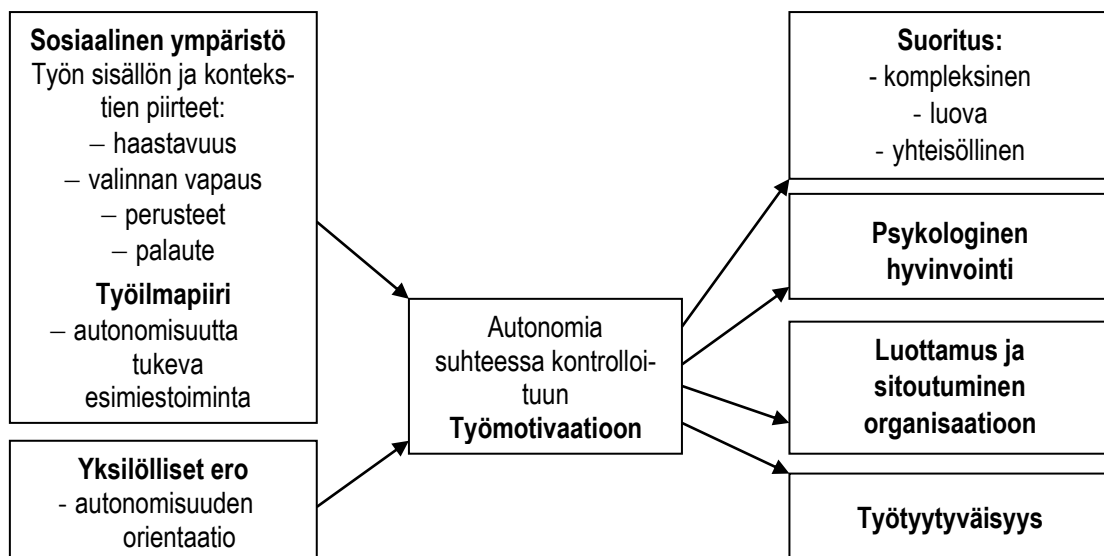 Sosiaalinen ympäristö
Työn sisällön ja konteks-
tien piirteet:
– haastavuus
– valinnan vapaus
– perusteet
– palaute
Työilmapiiri
– autonomisuutta
tukeva
esimiestoiminta
Yksilölliset ero
- autonomisuuden
orientaatio
Autonomia
suhteessa kontrolloi-
tuun
Työmotivaatioon
Suoritus:
- kompleksinen
- luova
- yhteisöllinen
Psykologinen
hyvinvointi
Luottamus ja
sitoutuminen
organisaatioon
Työtyytyväisyys